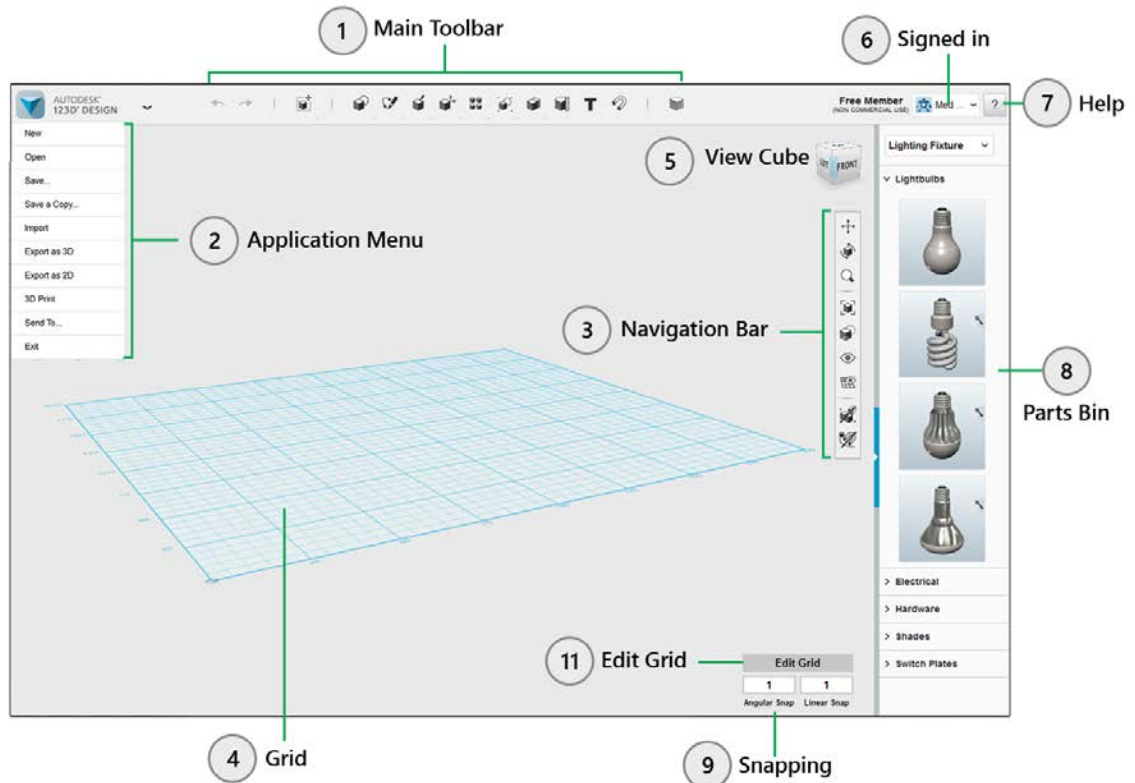 1 Main Toolbar
6 Signed in
AUTODESK®
123D® DESIGN
T
Free Member
(NON COMMERCIAL USE)
Med ...
?
7 Help
New
Open
Save...
Save a Copy...
Import
Export as 3D
Export as 2D
3D Print
Send To...
Exit
2 Application Menu
5 View Cube
FRONT
Lighting Fixture
Lightbulbs
3 Navigation Bar
8
Parts Bin
> Electrical
> Hardware
> Shades
> Switch Plates
11 Edit Grid
Edit Grid
1 1
Angular Snap Linear Snap
4 Grid
9 Snapping